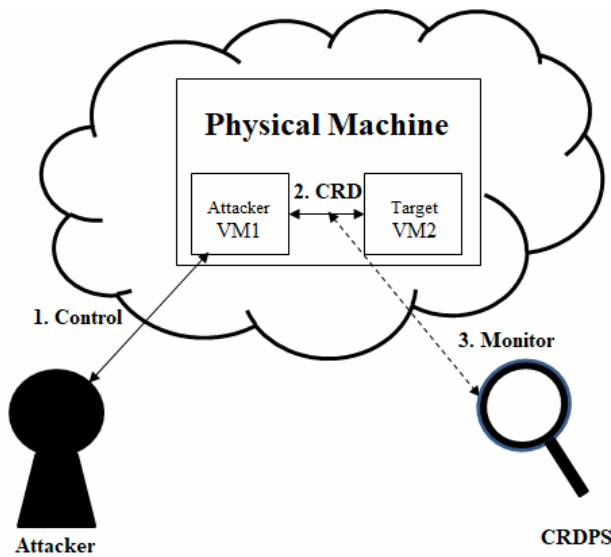 Physical Machine
2. CRD
Attacker
VM1
Target
VM2
1. Control
3. Monitor
Attacker
CRDPS